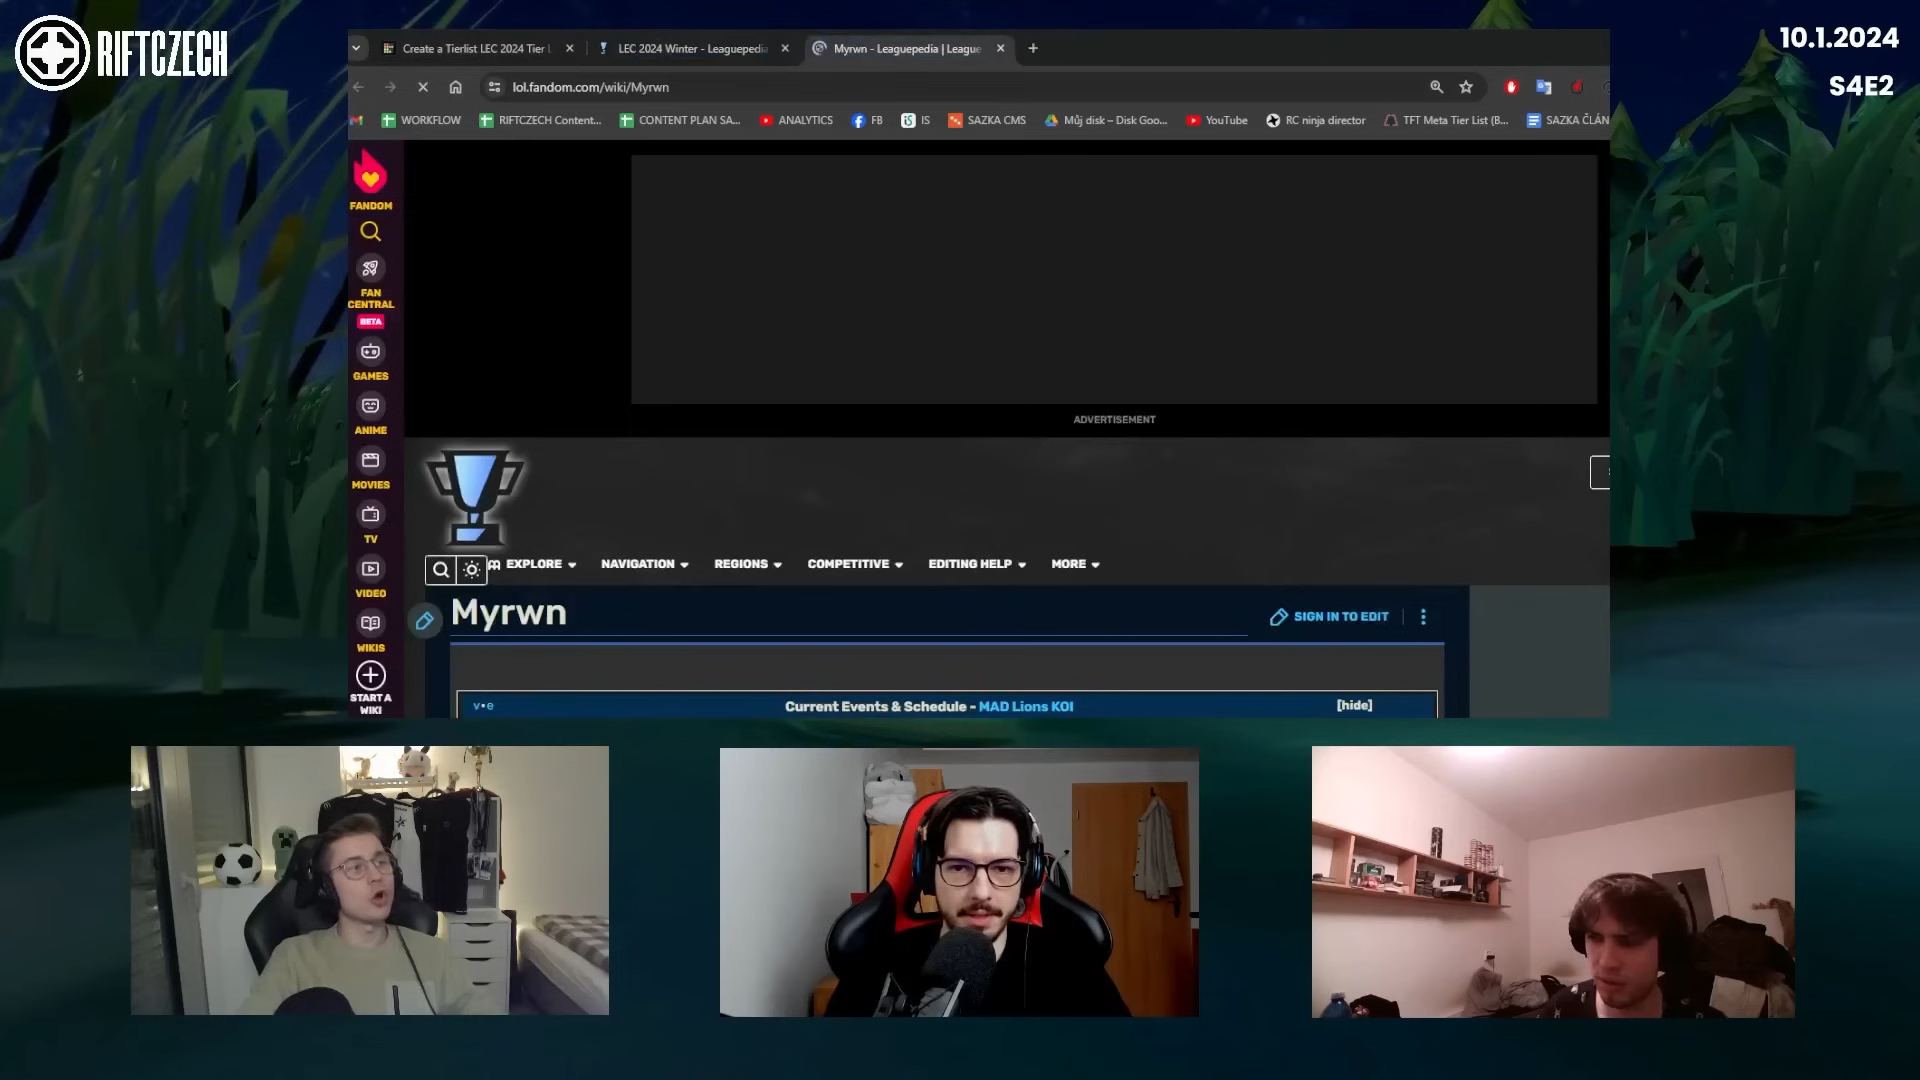 RIFTCZECH
10.1.2024
S4E2
Create a Tierlist LEC 2024 Tier
LEC 2024 Winter - Leaguepedia
Myrwn - Leaguepedia | League
lol.fandom.com/wiki/Myrwn
WORKFLOW
RIFTCZECH Content...
CONTENT PLAN SA...
ANALYTICS
FB
IS
SAZKA CMS
Můj disk – Disk Goo...
YouTube
RC ninja director
TFT Meta Tier List (B...
SAZKA ČLÁN
FANDOM
FAN
CENTRAL
BETA
GAMES
ANIME
MOVIES
TV
VIDEO
WIKIS
START A
WIKI
ADVERTISEMENT
EXPLORE
NAVIGATION
REGIONS
COMPETITIVE
EDITING HELP
MORE
Myrwn
SIGN IN TO EDIT
v•e
Current Events & Schedule - MAD Lions KOI
[hide]